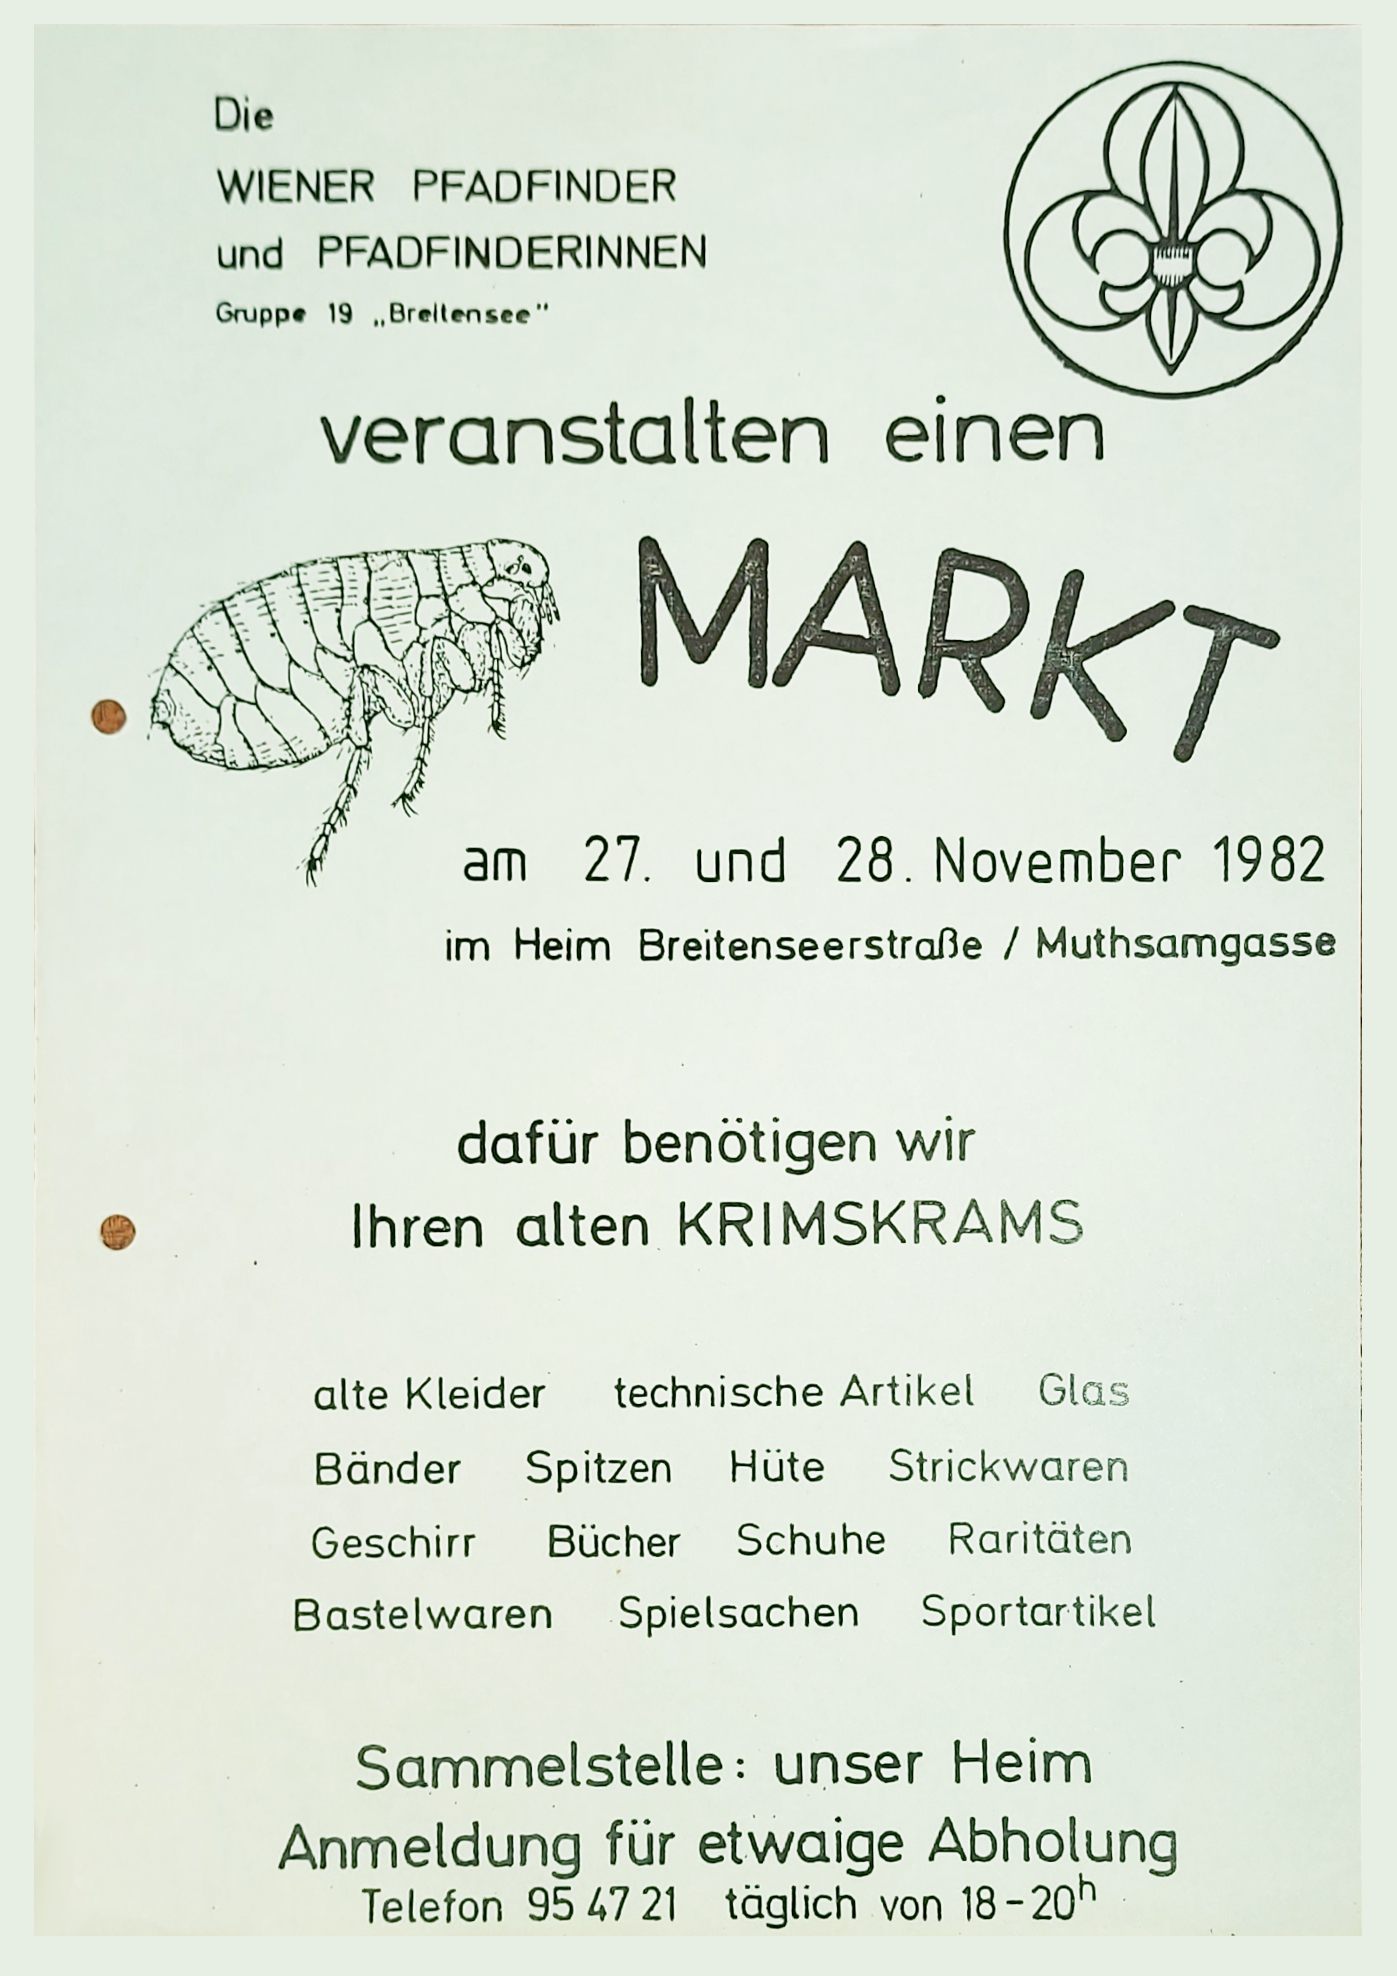 Die
WIENER PFADFINDER
und PFADFINDERINNEN
Gruppe 19 „Breitensee"
veranstalten einen
MARKT
am 27. und 28. November 1982
im Heim Breitenseerstraße / Muthsamgasse
dafür benötigen wir
Ihren alten KRIMSKRAMS
alte Kleider technische Artikel Glas
Bänder Spitzen Hüte Strickwaren
Geschirr Bücher Schuhe Raritäten
Bastelwaren Spielsachen Sportartikel
Sammelstelle: unser Heim
Anmeldung für etwaige Abholung
Telefon 95 47 21 täglich von 18-20h